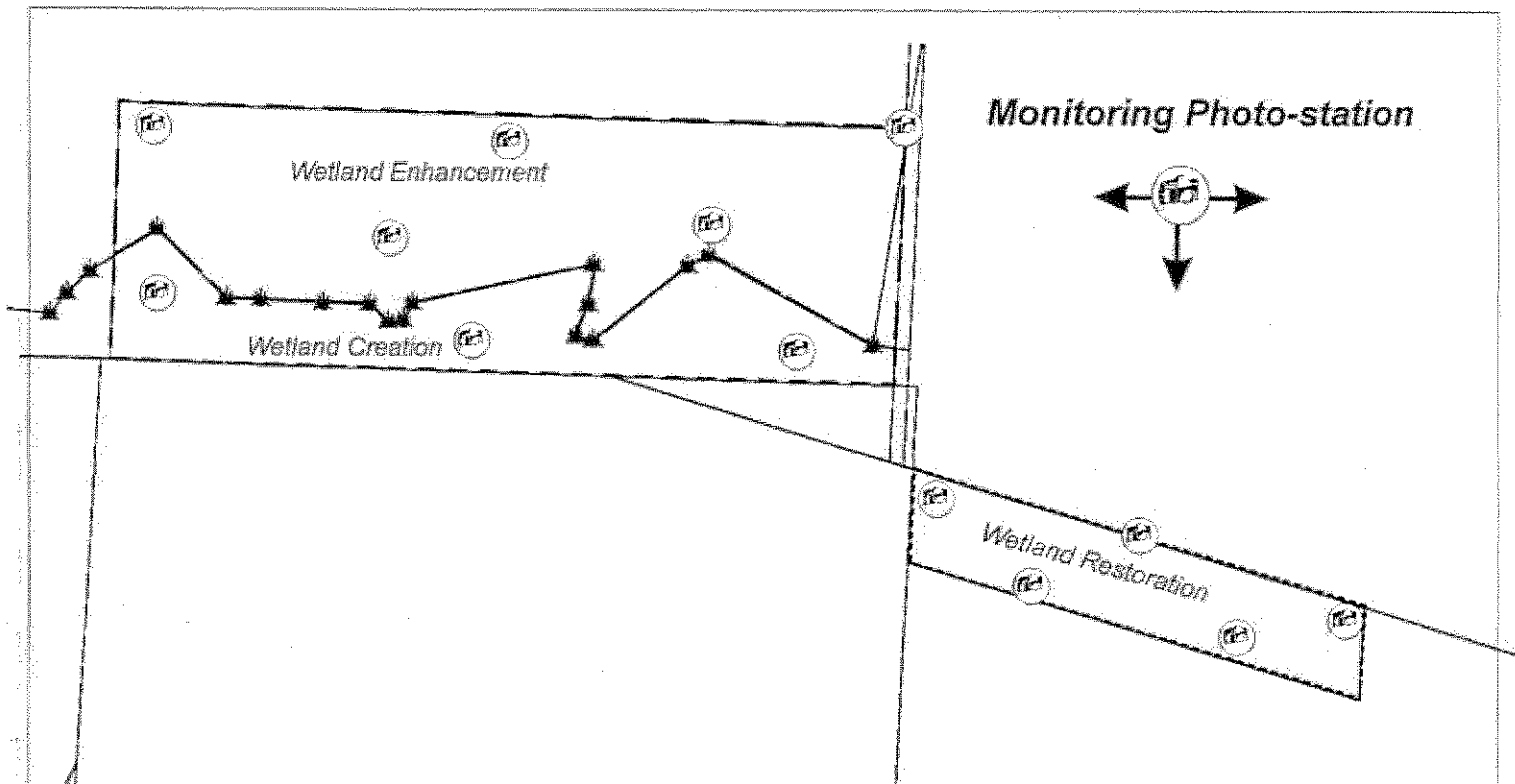 Monitoring Photo-station
Wetland Enhancement
Wetland Creation
Wetland Restoration